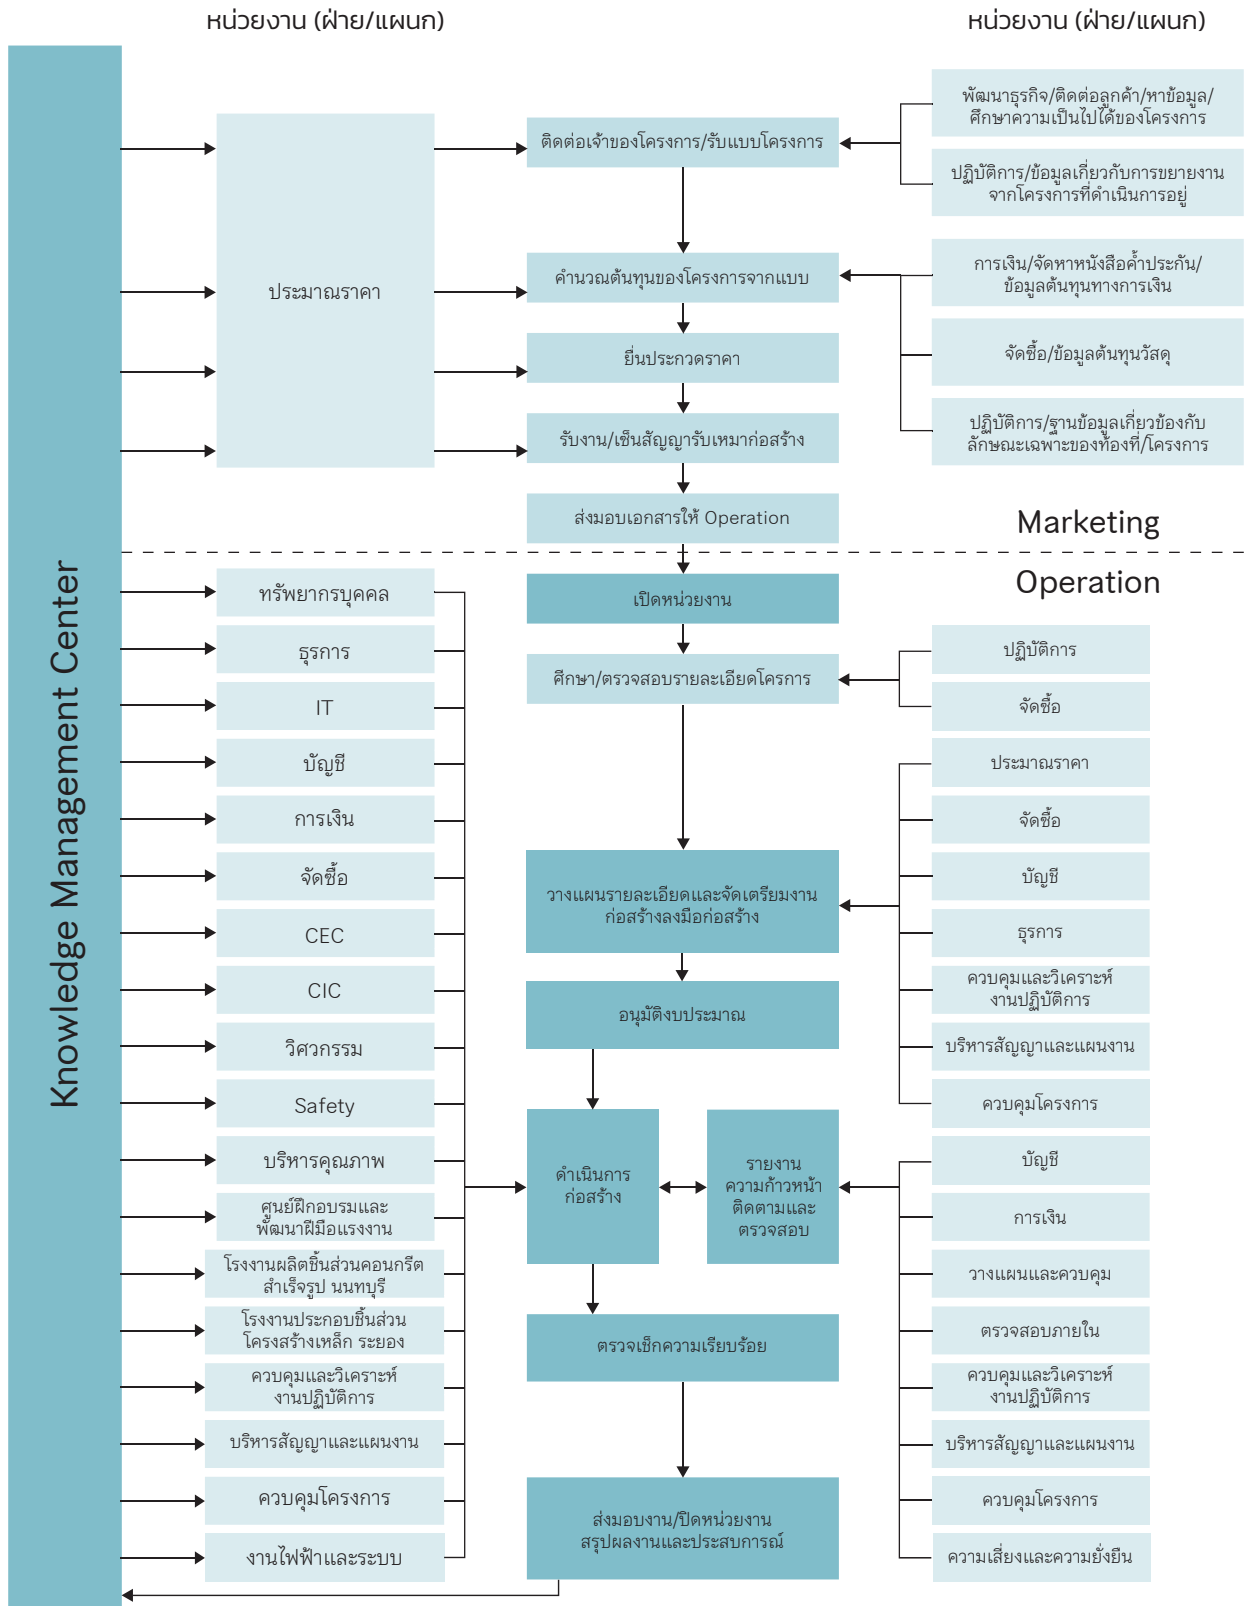 หน่วยงาน (ฝ่าย/แผนก)
หน่วยงาน (ฝ่าย/แผนก)
Knowledge Management Center
ประมาณราคา
ติดต่อเจ้าของโครงการ/รับแบบโครงการ
คำนวณต้นทุนของโครงการจากแบบ
ยื่นประกวดราคา
รับงาน/เซ็นสัญญารับเหมาก่อสร้าง
ส่งมอบเอกสารให้ Operation
พัฒนาธุรกิจ/ติดต่อลูกค้า/หาข้อมูล/
ศึกษาความเป็นไปได้ของโครงการ
ปฏิบัติการ/ข้อมูลเกี่ยวกับการขยายงาน
จากโครงการที่ดำเนินการอยู่
การเงิน/จัดหาหนังสือค้ำประกัน/
ข้อมูลต้นทุนทางการเงิน
จัดซื้อ/ข้อมูลต้นทุนวัสดุ
ปฏิบัติการ/ฐานข้อมูลเกี่ยวข้องกับ
ลักษณะเฉพาะของท้องที่/โครงการ
Marketing
Operation
ทรัพยากรบุคคล
ธุรการ
IT
บัญชี
การเงิน
จัดซื้อ
CEC
CIC
วิศวกรรม
Safety
บริหารคุณภาพ
ศูนย์ฝึกอบรมและ
พัฒนาฝีมือแรงงาน
โรงงานผลิตชิ้นส่วนคอนกรีต
สำเร็จรูป นนทบุรี
โรงงานประกอบชิ้นส่วน
โครงสร้างเหล็ก ระยอง
ควบคุมและวิเคราะห์
งานปฏิบัติการ
บริหารสัญญาและแผนงาน
ควบคุมโครงการ
งานไฟฟ้าและระบบ
เปิดหน่วยงาน
ศึกษา/ตรวจสอบรายละเอียดโครการ
วางแผนรายละเอียดและจัดเตรียมงาน
ก่อสร้างลงมือก่อสร้าง
อนุมัติงบประมาณ
ดำเนินการ
ก่อสร้าง
รายงาน
ความก้าวหน้า
ติดตามและ
ตรวจสอบ
ตรวจเช็กความเรียบร้อย
ส่งมอบงาน/ปิดหน่วยงาน
สรุปผลงานและประสบการณ์
ปฏิบัติการ
จัดซื้อ
ประมาณราคา
จัดซื้อ
บัญชี
ธุรการ
ควบคุมและวิเคราะห์
งานปฏิบัติการ
บริหารสัญญาและแผนงาน
ควบคุมโครงการ
บัญชี
การเงิน
วางแผนและควบคุม
ตรวจสอบภายใน
ควบคุมและวิเคราะห์
งานปฏิบัติการ
บริหารสัญญาและแผนงาน
ควบคุมโครงการ
ความเสี่ยงและความยั่งยืน